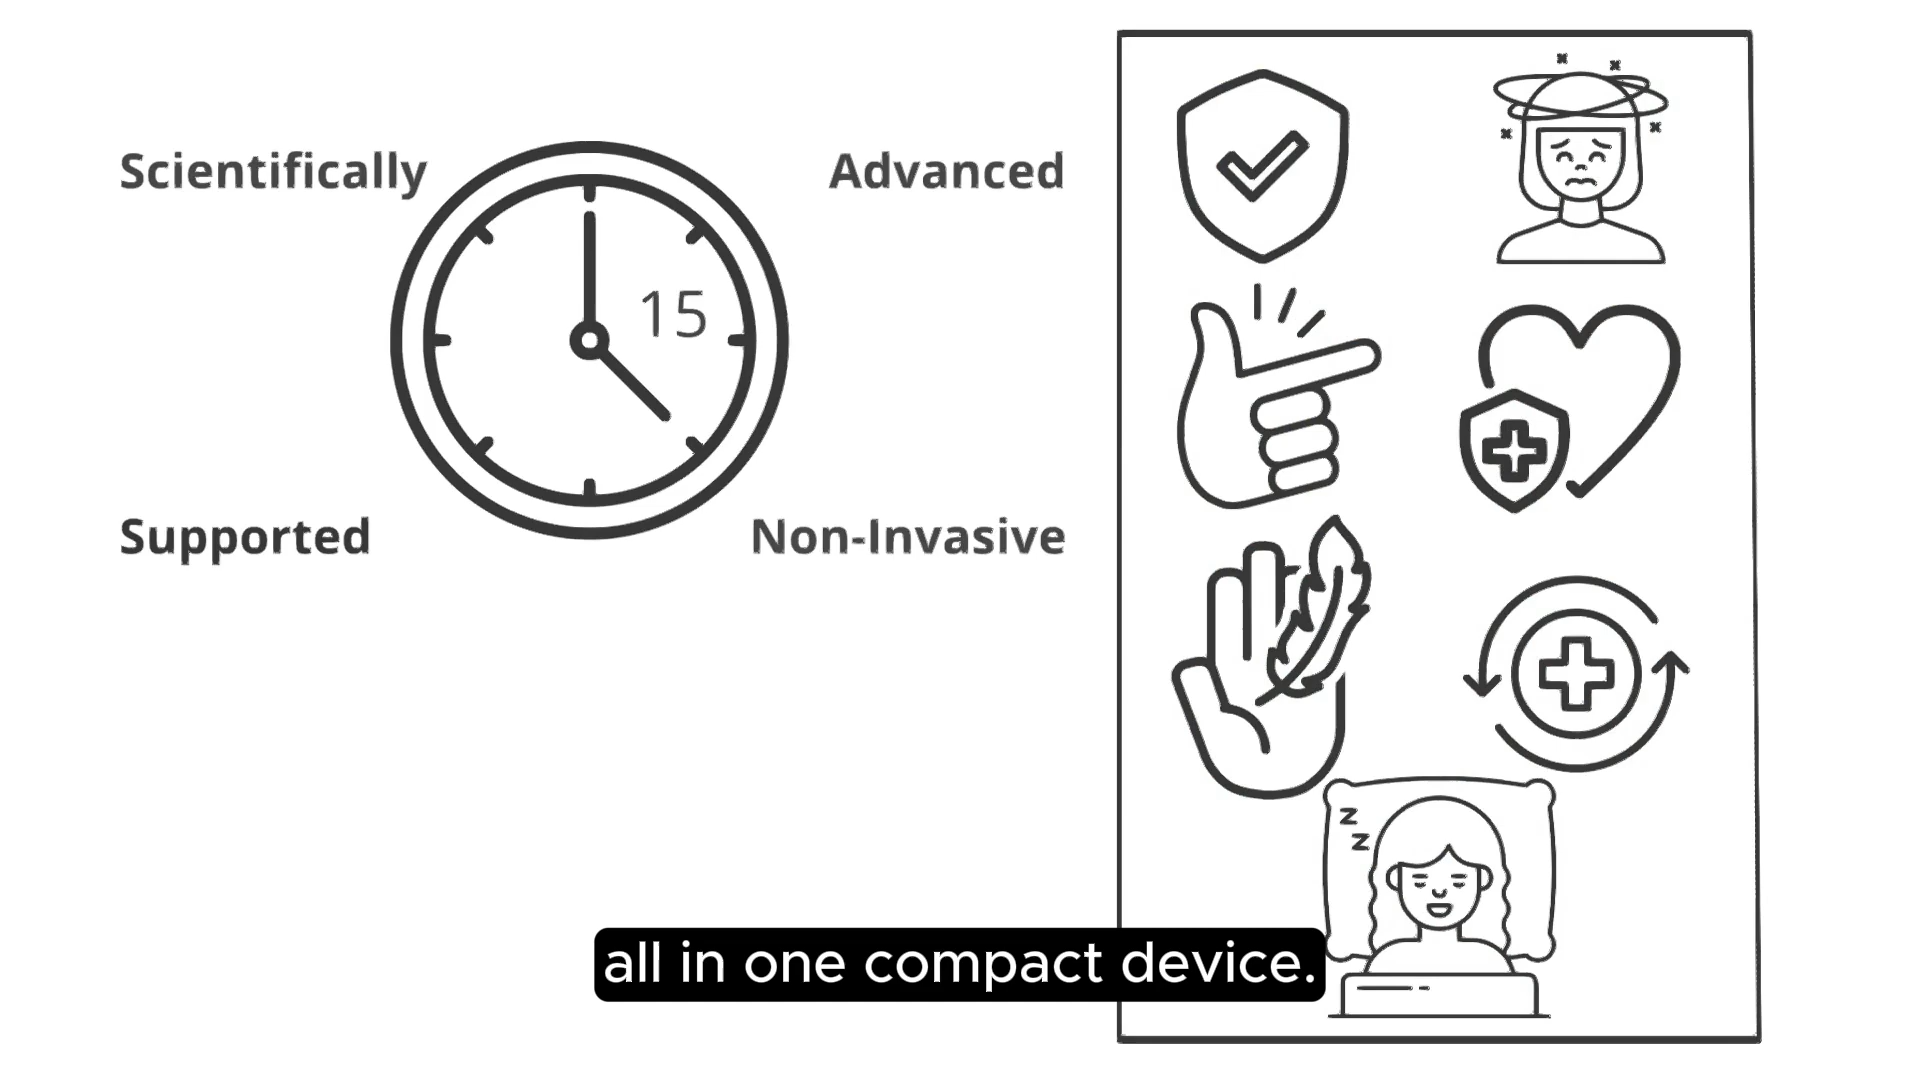 Scientifically
Advanced
15
Supported
Non-Invasive
z
z
all in one compact device.